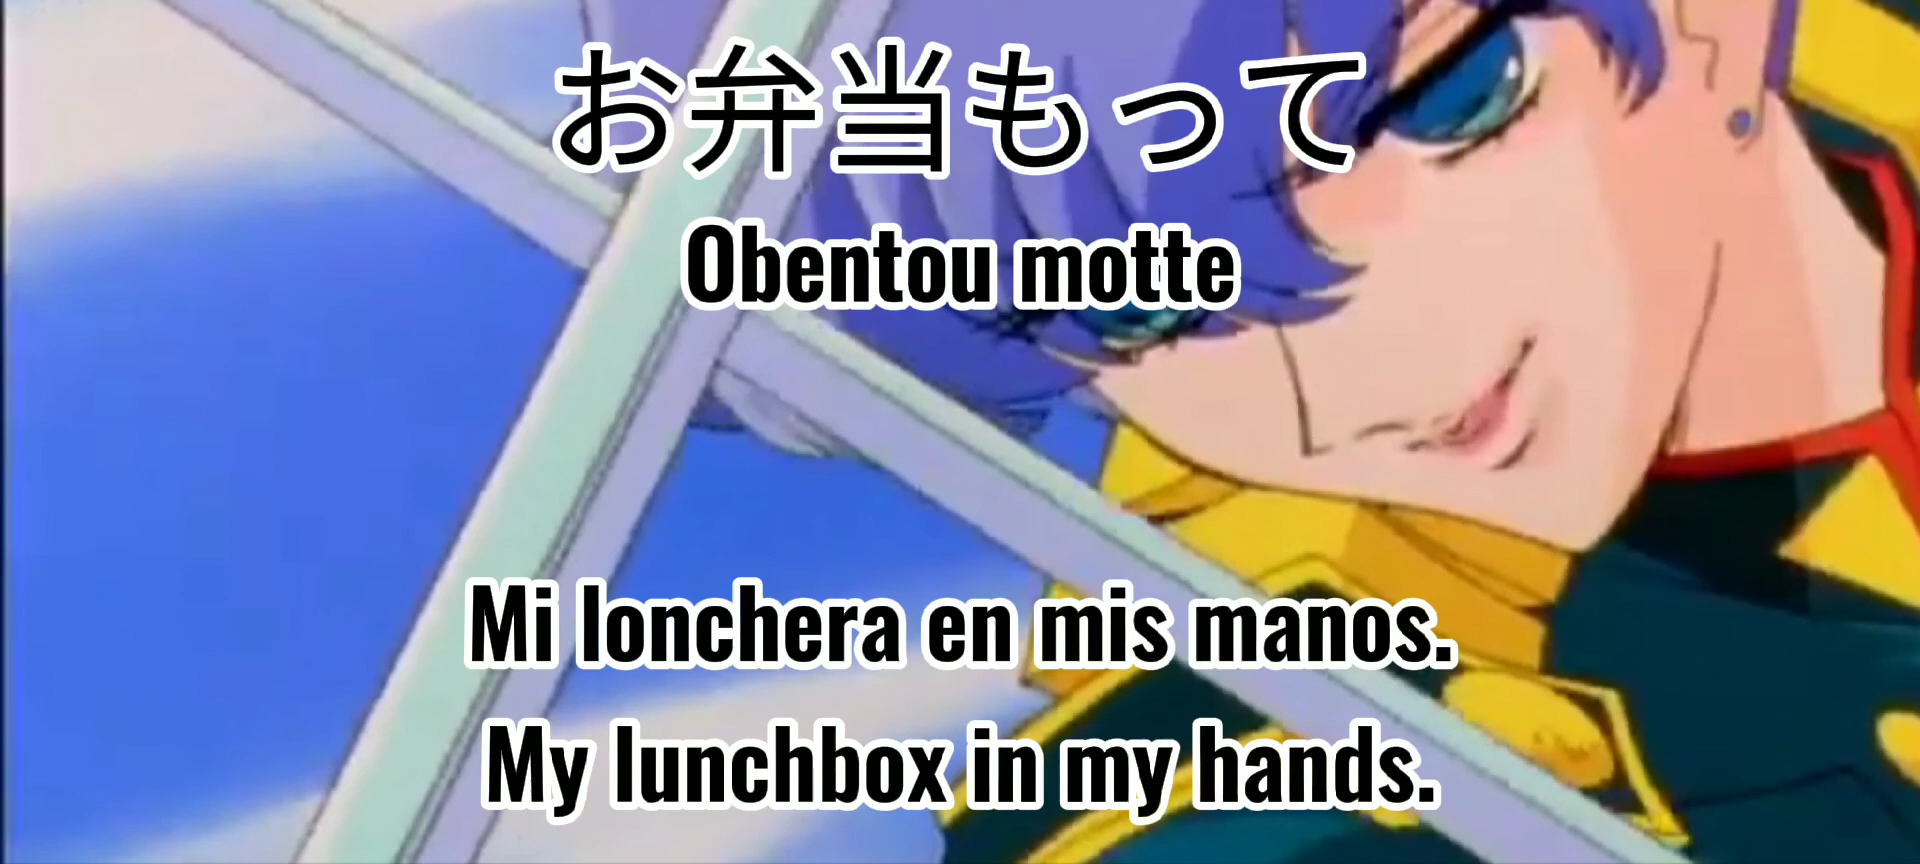 お弁当もって
Obentou motte
Mi lonchera en mis manos.
My lunchbox in my hands.